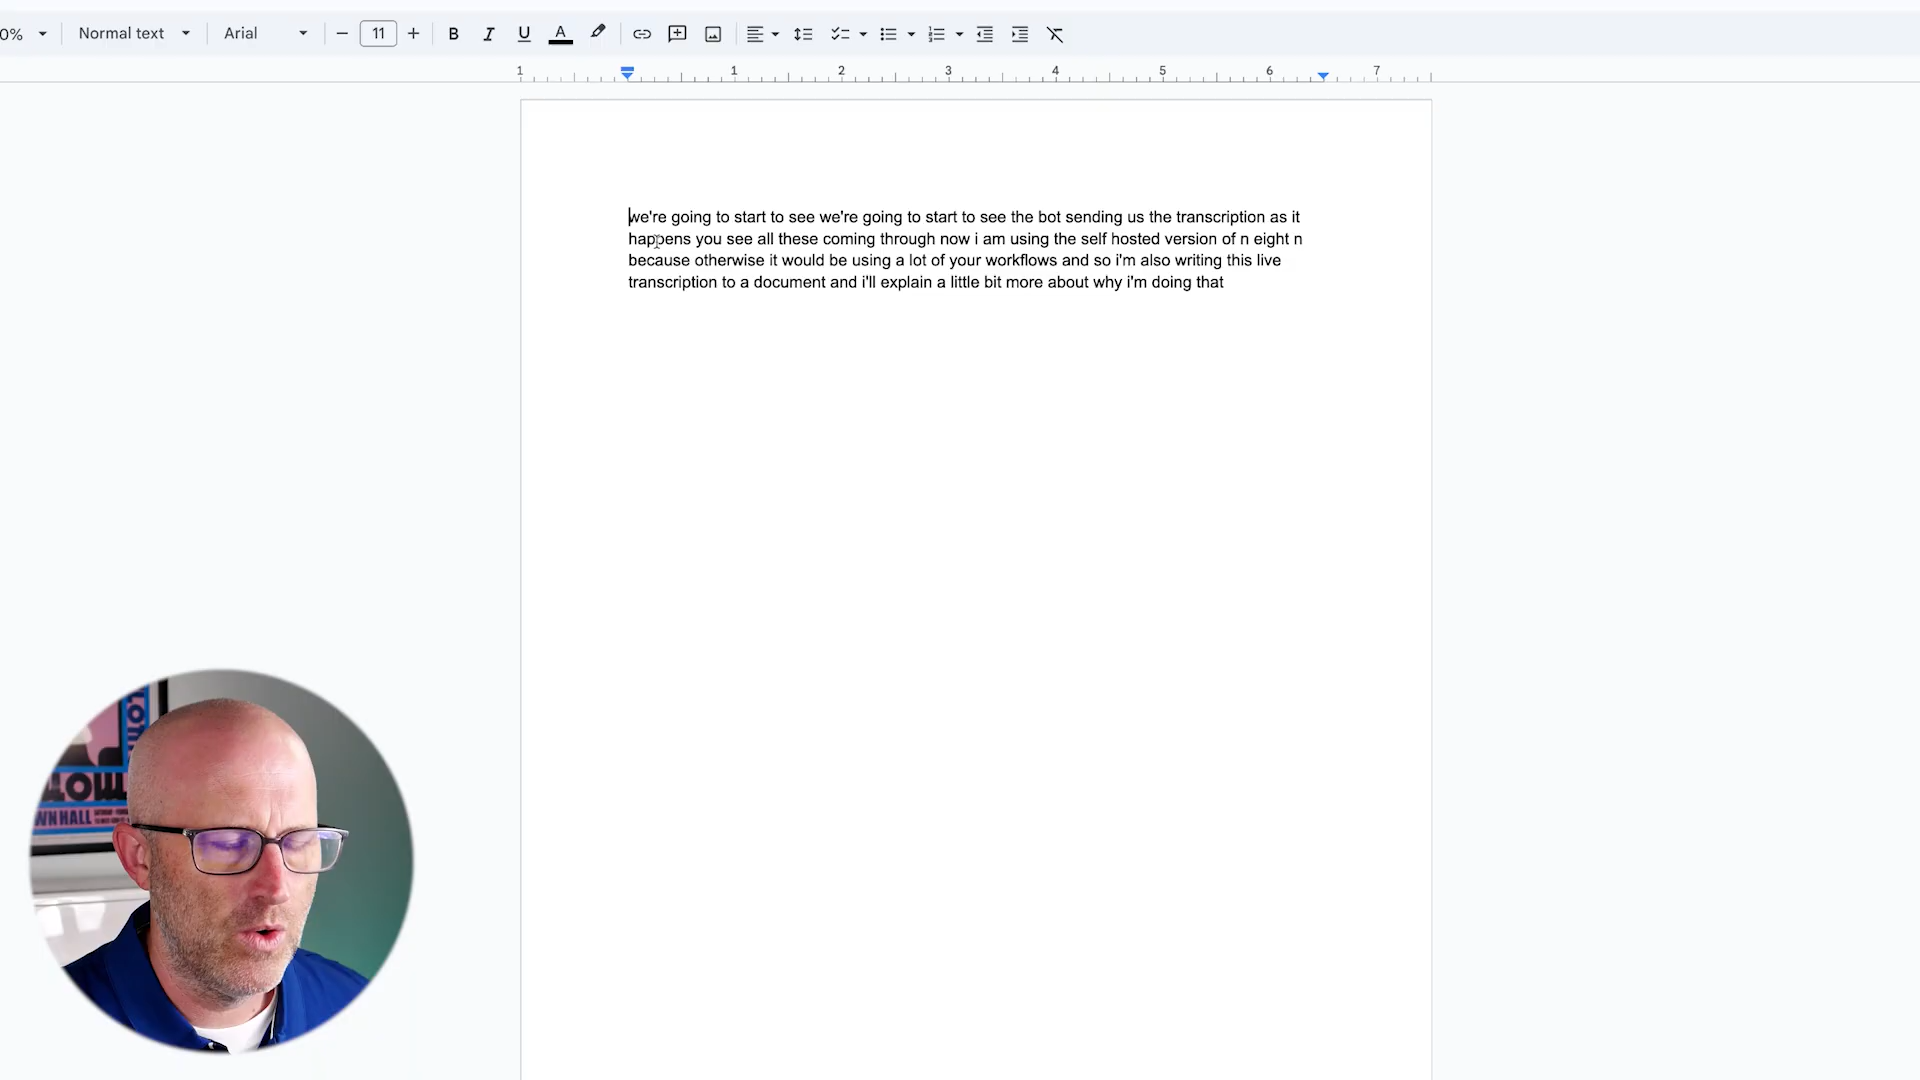 0% Normal text Arial 11 B I U A
1 1 2 3 4 5 6 7
we're going to start to see we're going to start to see the bot sending us the transcription as it
happens you see all these coming through now i am using the self hosted version of n eight n
because otherwise it would be using a lot of your workflows and so i'm also writing this live
transcription to a document and i'll explain a little bit more about why i'm doing that
WN HALL